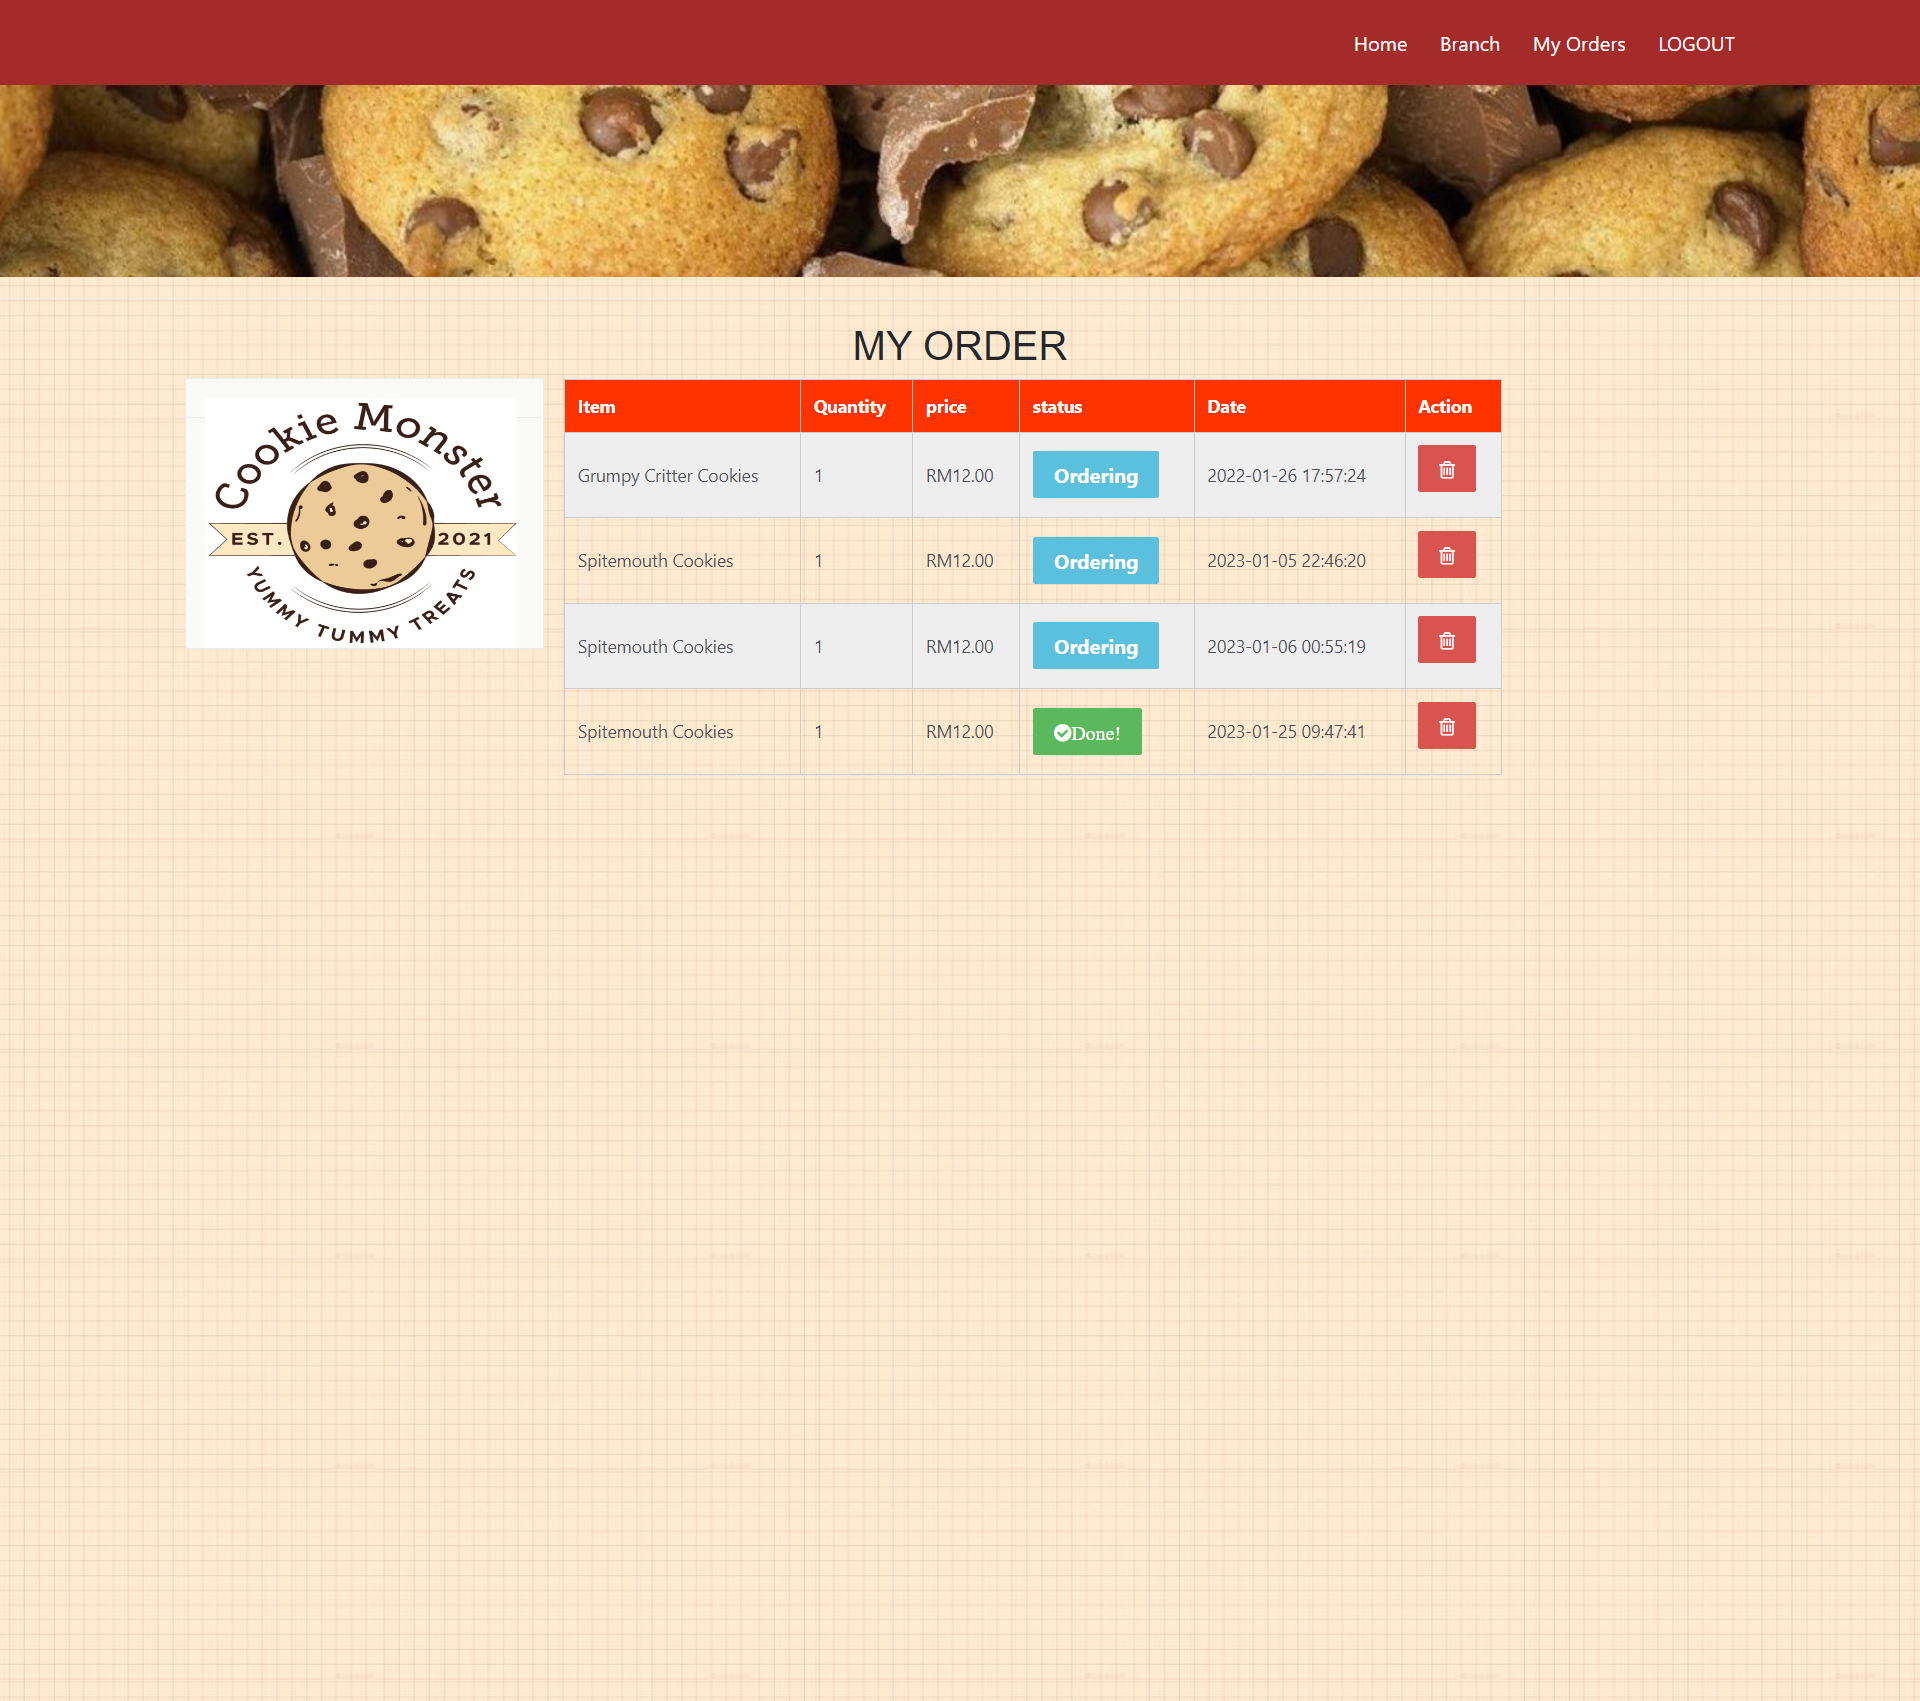 Home Branch My Orders LOGOUT
MY ORDER
Cookie Monster
EST. 2021
YUMMY TUMMY TREATS
Item Quantity price status Date Action
Grumpy Critter Cookies 1 RM12.00 Ordering 2022-01-26 17:57:24
Spitemouth Cookies 1 RM12.00 Ordering 2023-01-05 22:46:20
Spitemouth Cookies 1 RM12.00 Ordering 2023-01-06 00:55:19
Spitemouth Cookies 1 RM12.00 Done! 2023-01-25 09:47:41